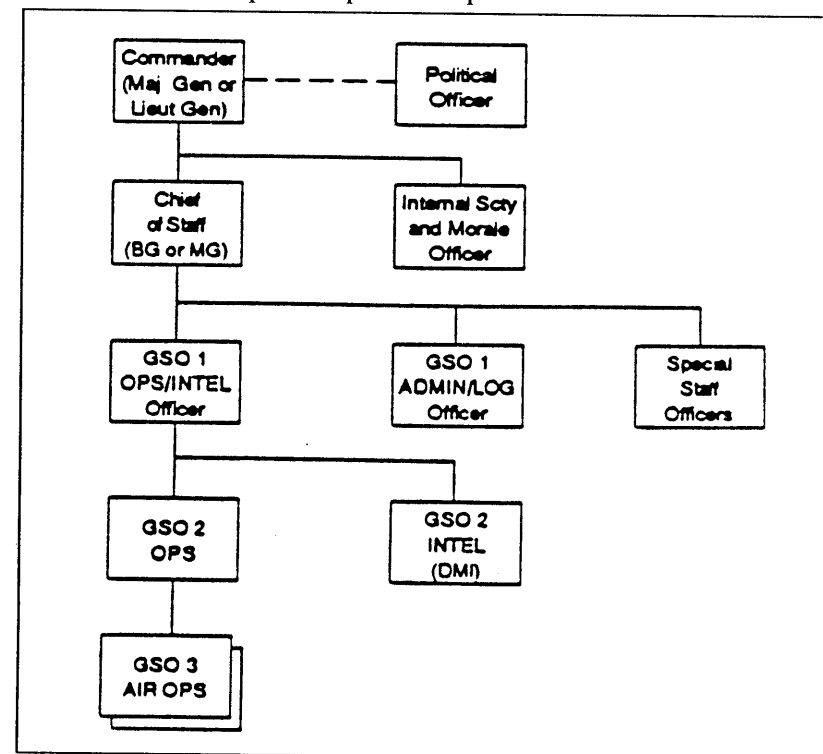 Commander
(Maj Gen or
Lieut Gen)
Political
Officer
Chief
of Staff
(BG or MG)
Internal Scty
and Morale
Officer
GSO 1
OPS/INTEL
Officer
GSO 1
ADMIN/LOG
Officer
Special
Staff
Officers
GSO 2
OPS
GSO 2
INTEL
(DMI)
GSO 3
AIR OPS